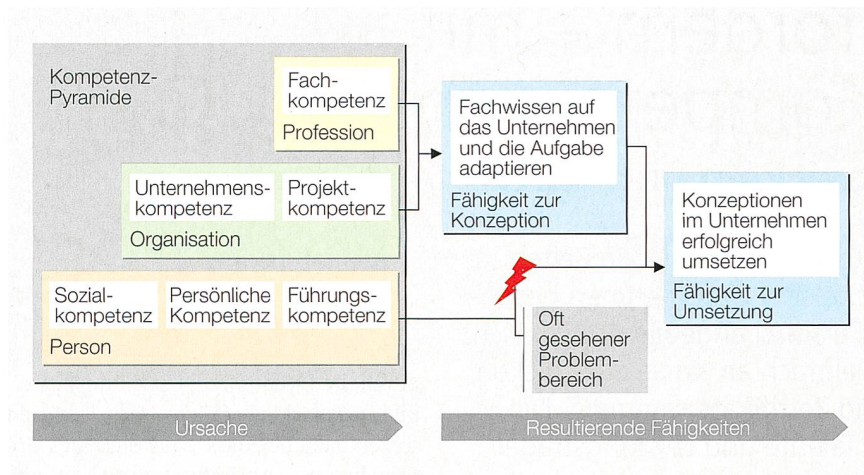 Kompetenz-
Pyramide
Fach-
kompetenz
Profession
Unternehmens-
kompetenz
Projekt-
kompetenz
Organisation
Sozial-
kompetenz
Persönliche
Kompetenz
Führungs-
kompetenz
Person
Fachwissen auf
das Unternehmen
und die Aufgabe
adaptieren
Fähigkeit zur
Konzeption
Konzeptionen
im Unternehmen
erfolgreich
umsetzen
Fähigkeit zur
Umsetzung
Oft
gesehener
Problem-
bereich
Ursache
Resultierende Fähigkeiten